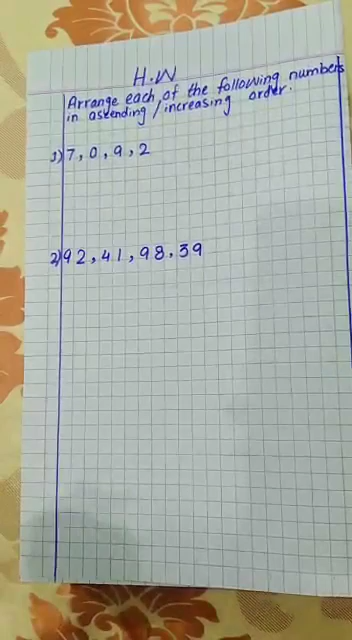 H.W
Arrange each of the following numbers
in ascending / increasing order.
1) 7, 0, 9, 2
2) 92, 41, 98, 39